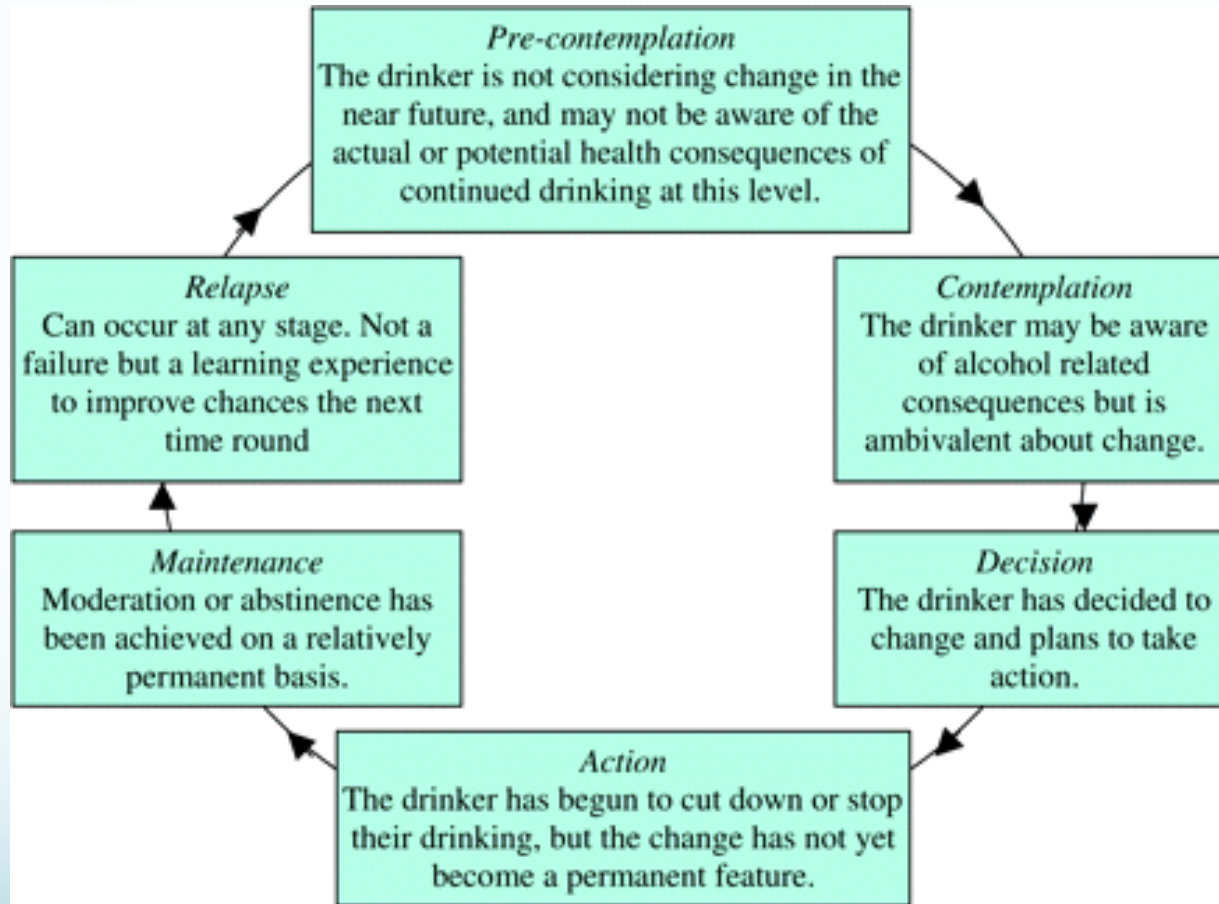 Pre-contemplation
The drinker is not considering change in the
near future, and may not be aware of the
actual or potential health consequences of
continued drinking at this level.
Contemplation
The drinker may be aware
of alcohol related
consequences but is
ambivalent about change.
Decision
The drinker has decided to
change and plans to take
action.
Action
The drinker has begun to cut down or stop
their drinking, but the change has not yet
become a permanent feature.
Maintenance
Moderation or abstinence has
been achieved on a relatively
permanent basis.
Relapse
Can occur at any stage. Not a
failure but a learning experience
to improve chances the next
time round